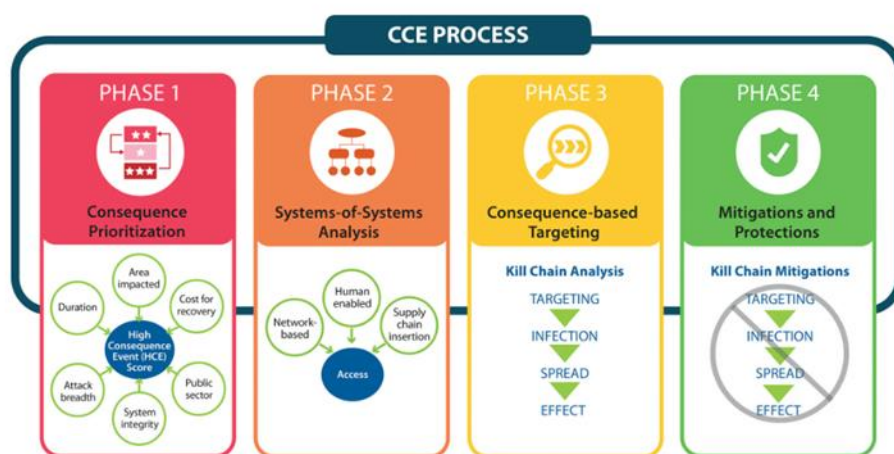 CCE PROCESS
PHASE 1
Consequence
Prioritization
Area
impacted
Duration
Cost for
recovery
High
Consequence
Event (HCE)
Score
Attack
breadth
Public
sector
System
integrity
PHASE 2
Systems-of-Systems
Analysis
Human
enabled
Network-
based
Supply
chain
insertion
Access
PHASE 3
Consequence-based
Targeting
Kill Chain Analysis
TARGETING
INFECTION
SPREAD
EFFECT
PHASE 4
Mitigations and
Protections
Kill Chain Mitigations
TARGETING
INFECTION
SPREAD
EFFECT